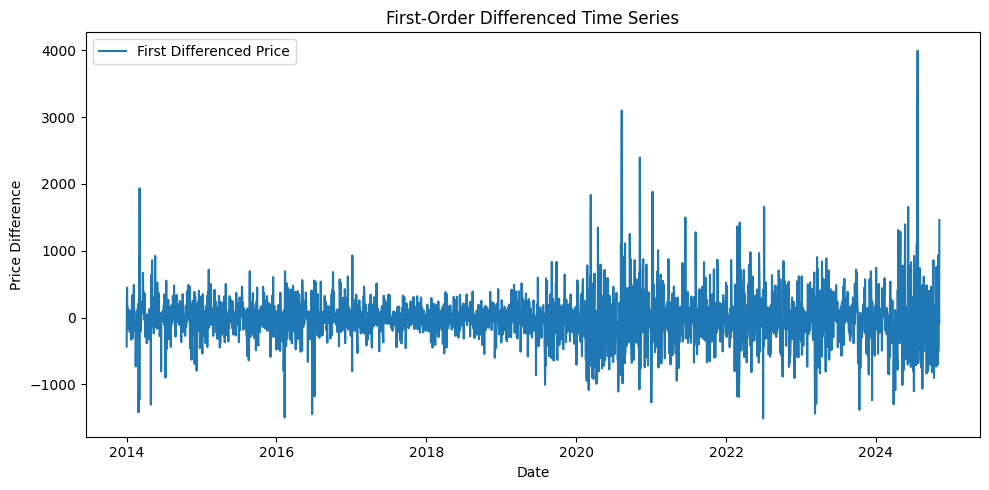 First-Order Differenced Time Series
First Differenced Price
Price Difference
4000
3000
2000
1000
0
−1000
2014 2016 2018 2020 2022 2024
Date